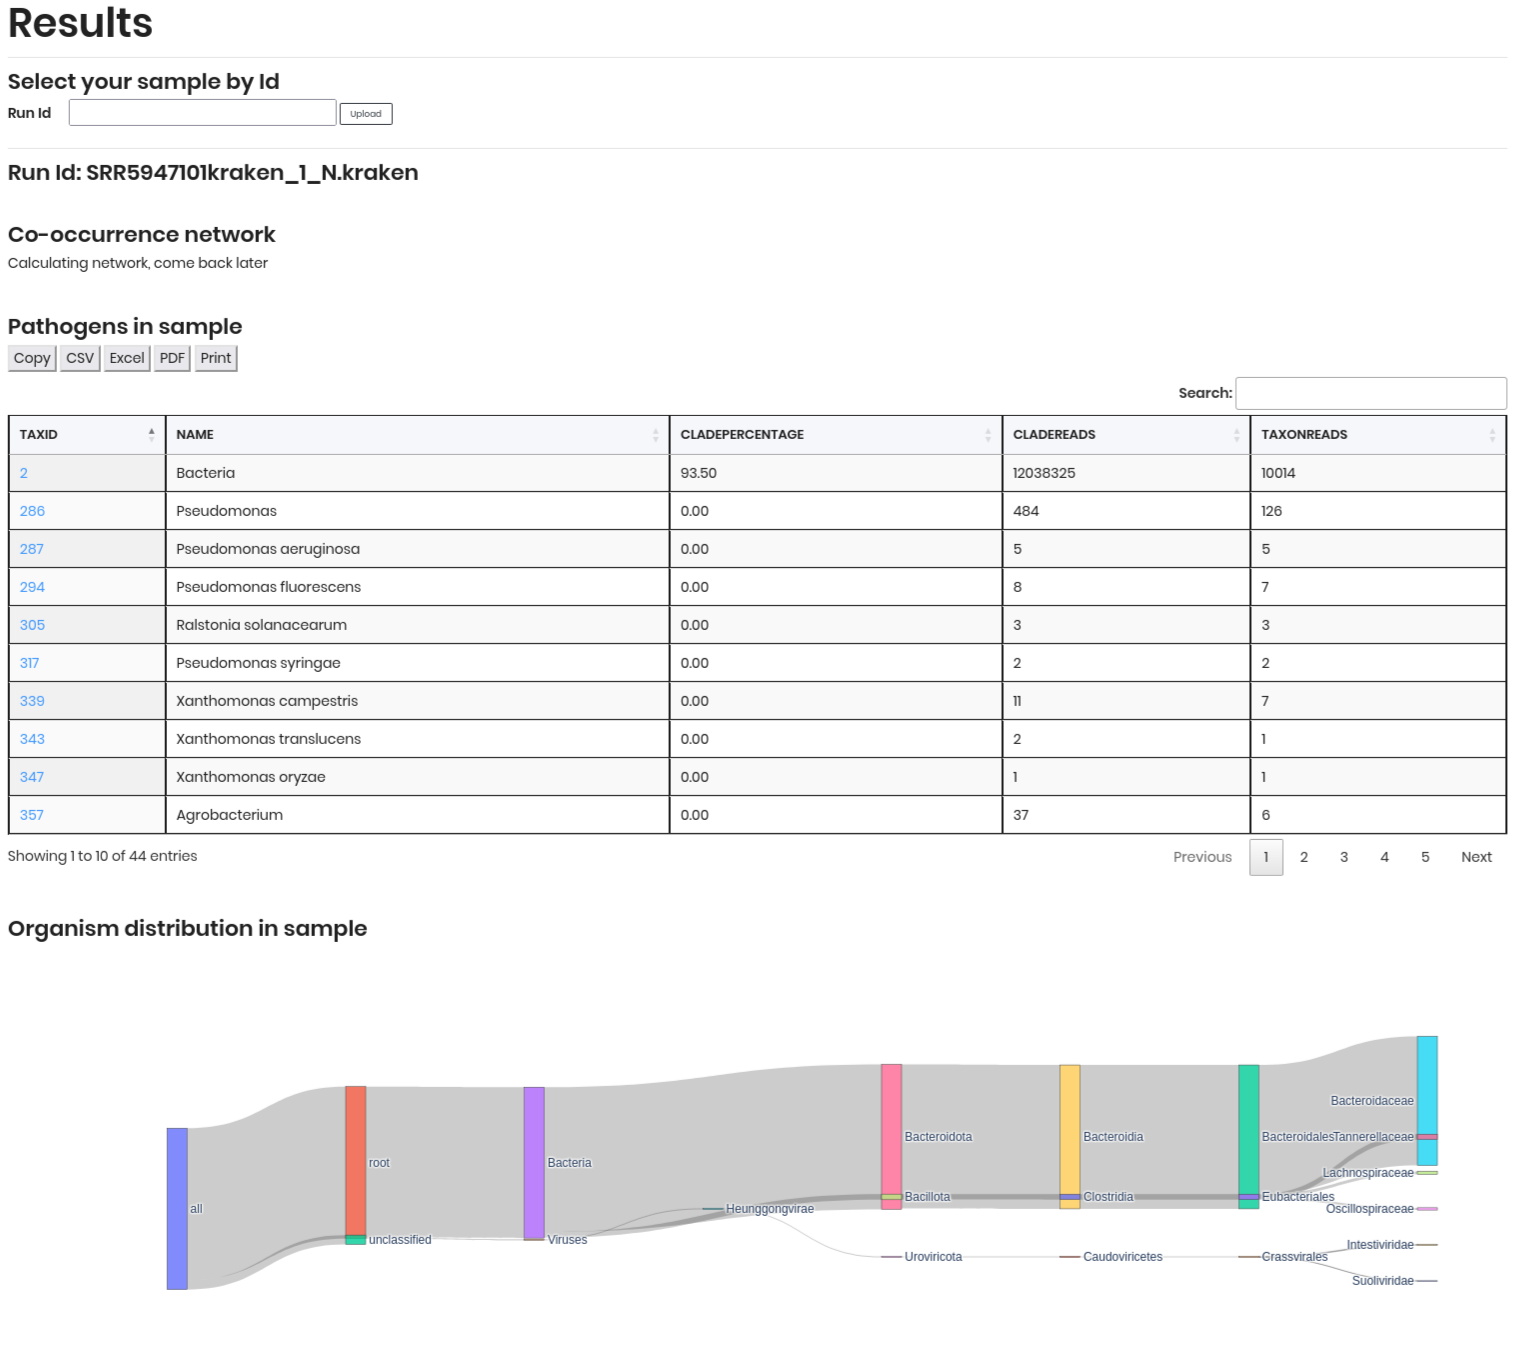 Results
Select your sample by Id
Run Id Upload
Run Id: SRR5947101kraken_1_N.kraken
Co-occurrence network
Calculating network, come back later
Pathogens in sample
Copy CSV Excel PDF Print
Search:
TAXID NAME CLADEPERCENTAGE CLADEREADS TAXONREADS
2 Bacteria 93.50 12038325 10014
286 Pseudomonas 0.00 484 126
287 Pseudomonas aeruginosa 0.00 5 5
294 Pseudomonas fluorescens 0.00 8 7
305 Ralstonia solanacearum 0.00 3 3
317 Pseudomonas syringae 0.00 2 2
339 Xanthomonas campestris 0.00 11 7
343 Xanthomonas translucens 0.00 2 1
347 Xanthomonas oryzae 0.00 1 1
357 Agrobacterium 0.00 37 6
Showing 1 to 10 of 44 entries Previous 1 2 3 4 5 Next
Organism distribution in sample
Bacteroidaceae
Bacteroidota Bacteroidia Bacteroidales Tannerellaceae
root Bacteria
Lachnospiraceae
Bacillota Clostridia Eubacteriales
all Heunggongvirae Oscillospiraceae
unclassified Viruses Intestiviridae
Uroviricota Caudoviricetes Crassvirales
Suoliviridae